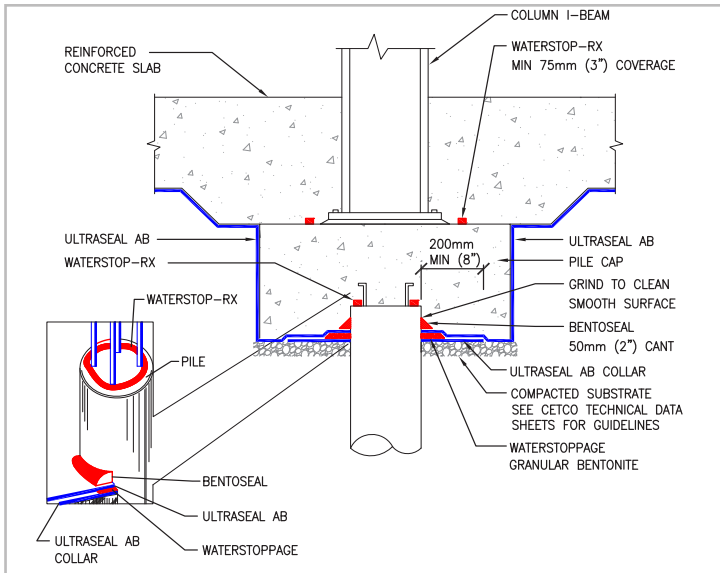 COLUMN I-BEAM
REINFORCED
CONCRETE SLAB
WATERSTOP-RX
MIN 75mm (3") COVERAGE
ULTRASEAL AB
WATERSTOP-RX
200mm
MIN (8")
ULTRASEAL AB
PILE CAP
GRIND TO CLEAN
SMOOTH SURFACE
BENTOSEAL
50mm (2") CANT
ULTRASEAL AB COLLAR
COMPACTED SUBSTRATE
SEE CETCO TECHNICAL DATA
SHEETS FOR GUIDELINES
WATERSTOPPAGE
GRANULAR BENTONITE
WATERSTOP-RX
PILE
BENTOSEAL
ULTRASEAL AB
ULTRASEAL AB
COLLAR
WATERSTOPPAGE